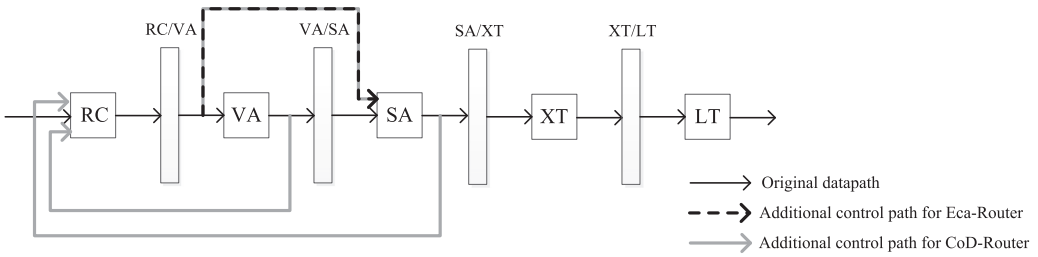 RC/VA
VA/SA
SA/XT
XT/LT
RC
VA
SA
XT
LT
Original datapath
Additional control path for Eca-Router
Additional control path for CoD-Router